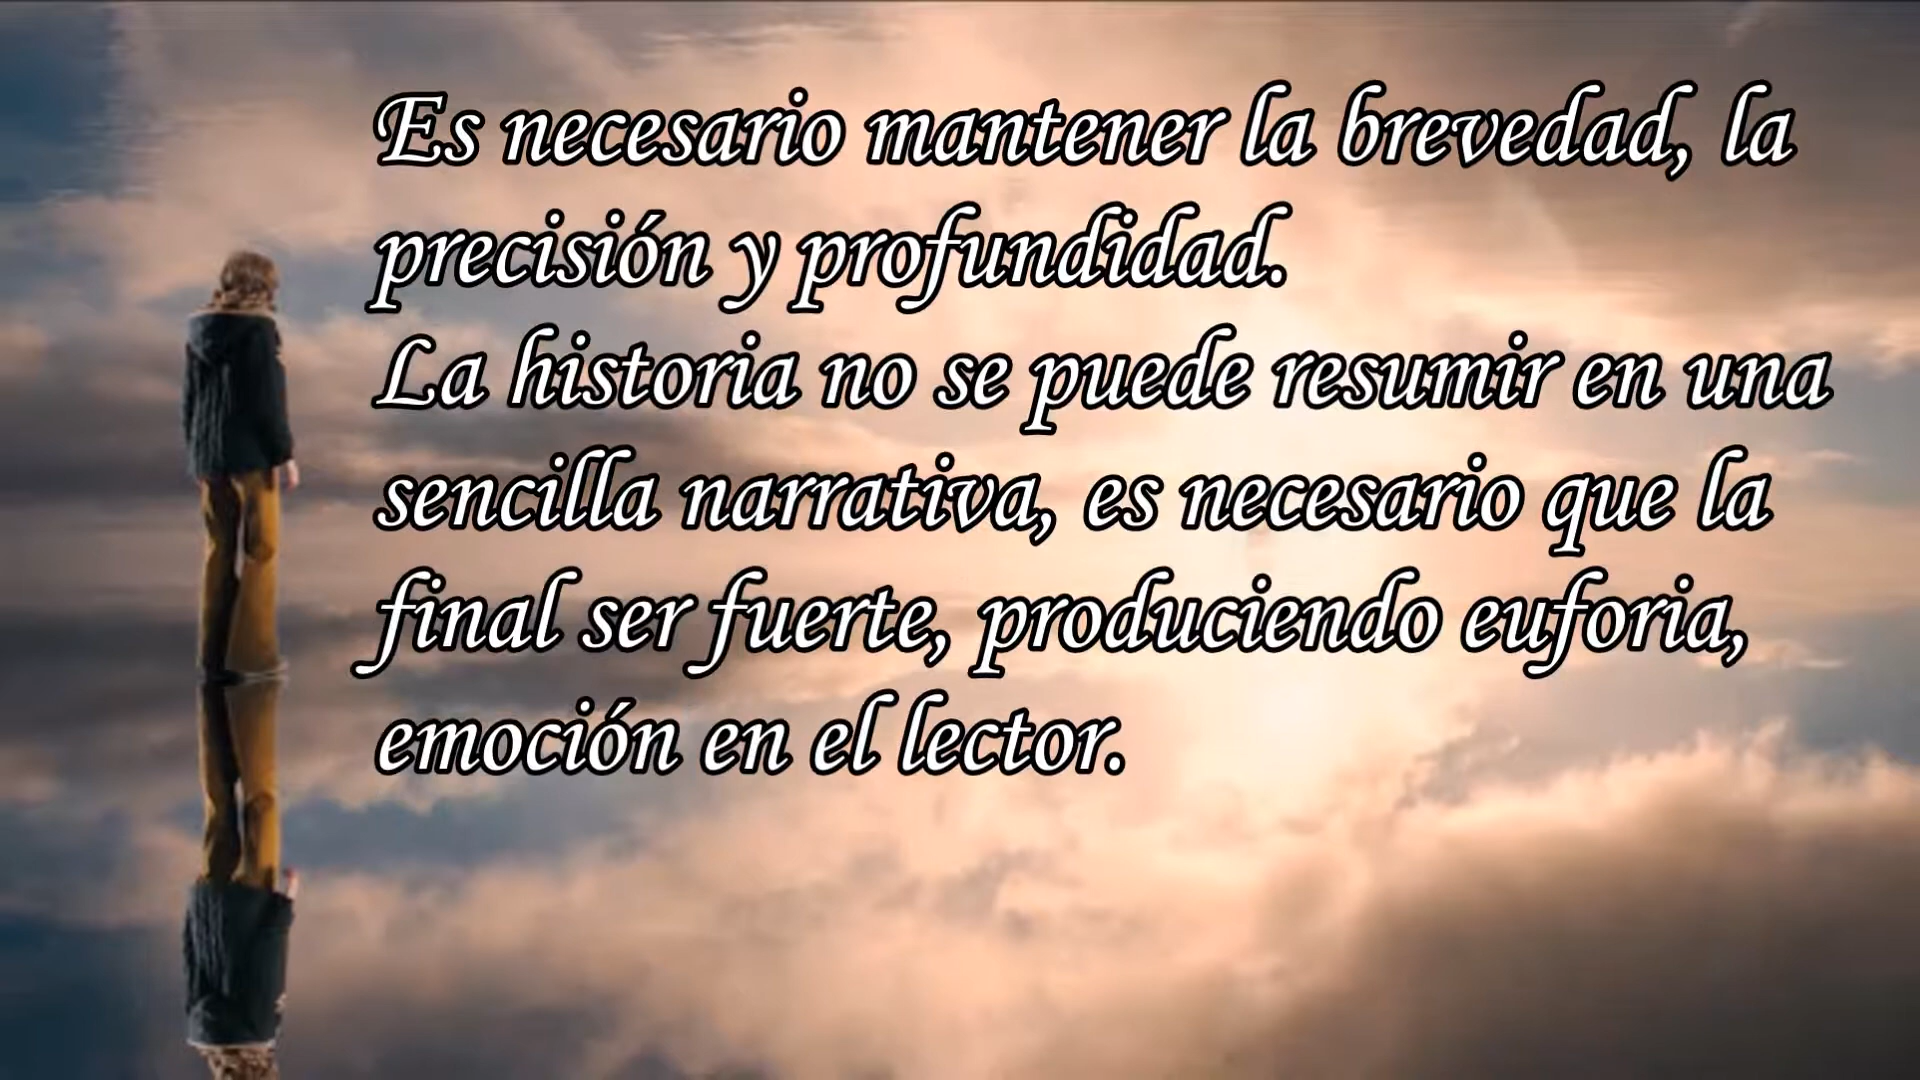 Es necesario mantener la brevedad, la
precisión y profundidad.
La historia no se puede resumir en una
sencilla narrativa, es necesario que la
final ser fuerte, produciendo euforia,
emoción en el lector.